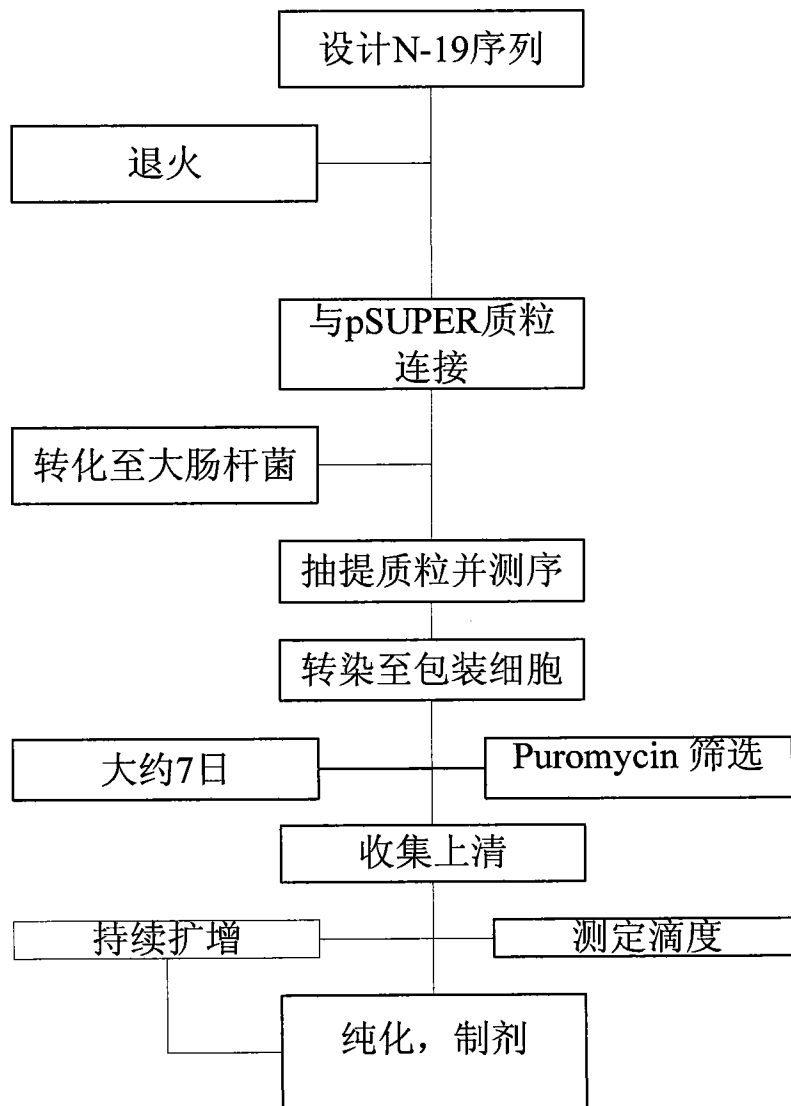 设计N-19序列
退火
与pSUPER质粒
连接
转化至大肠杆菌
抽提质粒并测序
转染至包装细胞
大约7日
Puromycin 筛选
收集上清
持续扩增
测定滴度
纯化，制剂